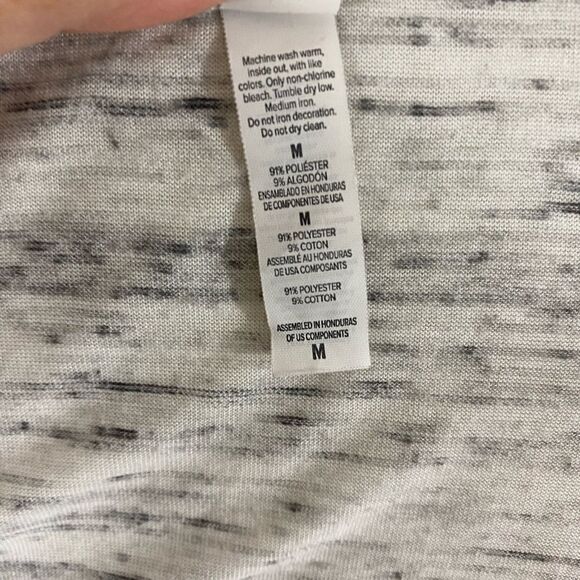 Machine wash warm,
inside out, with like
colors. Only non-chlorine
bleach. Tumble dry low.
Medium iron.
Do not iron decoration.
Do not dry clean.
M
91% POLIÉSTER
9% ALGODÓN
ENSAMBLADO EN HONDURAS
DE COMPONENTES DE USA
M
91% POLYESTER
9% COTON
ASSEMBLÉ AU HONDURAS
DE USA COMPOSANTS
91% POLYESTER
9% COTTON
ASSEMBLED IN HONDURAS
OF US COMPONENTS
M